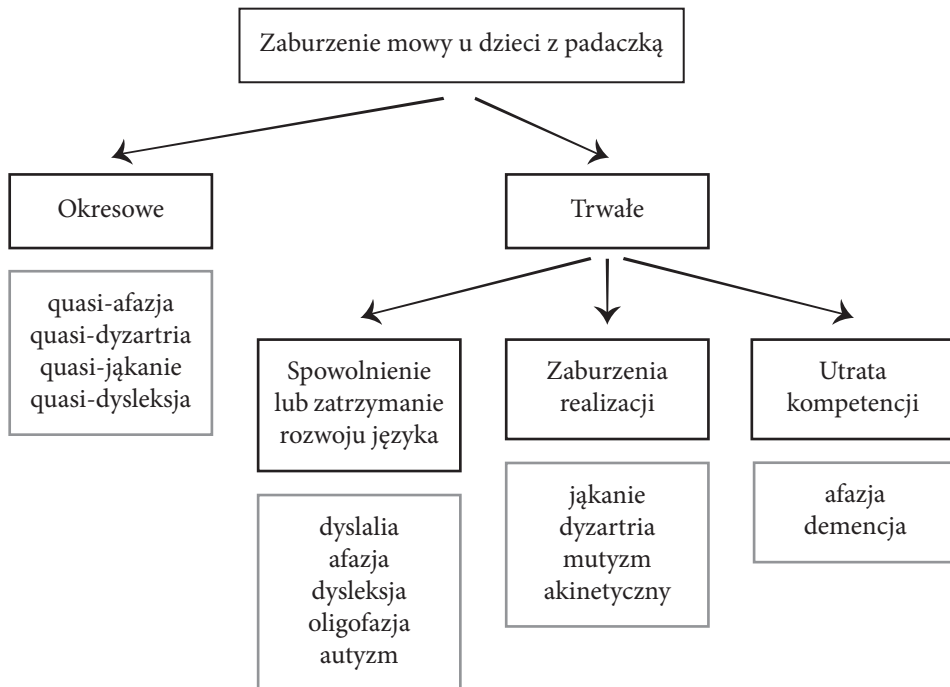 Zaburzenie mowy u dzieci z padaczką
Okresowe
Trwałe
quasi-afazja
quasi-dyzartria
quasi-jąkanie
quasi-dysleksja
Spowolnienie
lub zatrzymanie
rozwoju języka
Zaburzenia
realizacji
Utrata
kompetencji
dyslalia
afazja
dysleksja
oligofazja
autyzm
jąkanie
dyzartria
mutyzm
akinetyczny
afazja
demencja